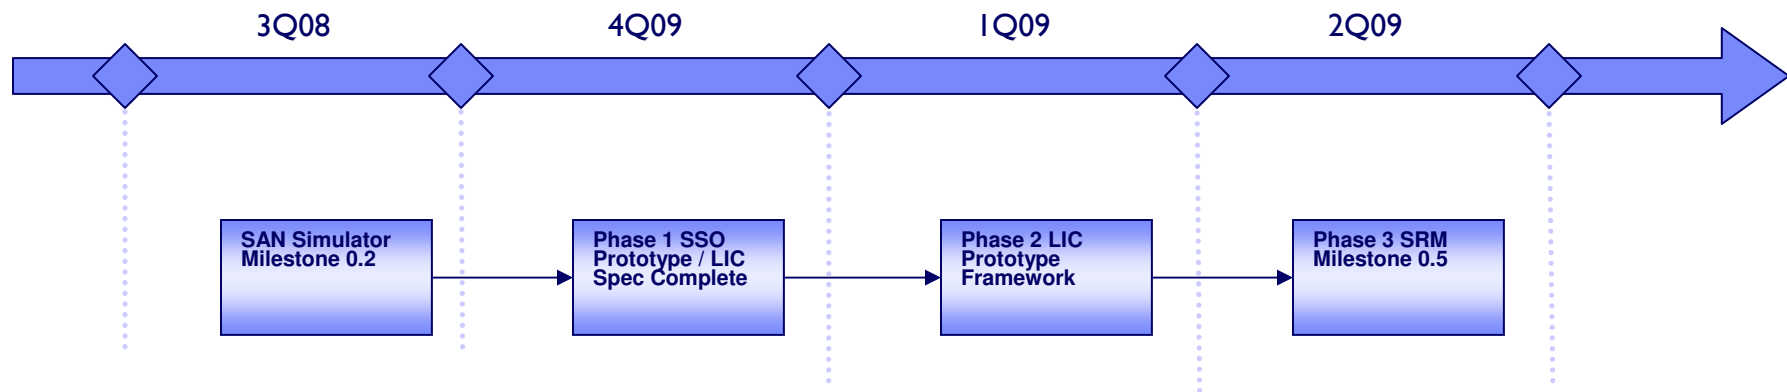 3Q08
4Q09
1Q09
2Q09
SAN Simulator
Milestone 0.2
Phase 1 SSO
Prototype / LIC
Spec Complete
Phase 2 LIC
Prototype
Framework
Phase 3 SRM
Milestone 0.5